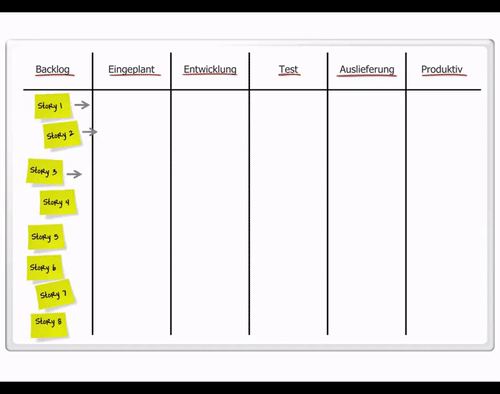 Backlog Eingeplant Entwicklung Test Auslieferung Produktiv
Story 1
Story 2
Story 3
Story 4
Story 5
Story 6
Story 7
Story 8